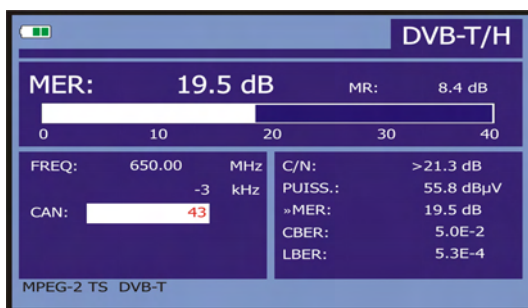 DVB-T/H
MER: 19.5 dB MR: 8.4 dB
0 10 20 30 40
FREQ: 650.00 MHz
-3 kHz
CAN: 43
C/N: >21.3 dB
PUISS.: 55.8 dBµV
»MER: 19.5 dB
CBER: 5.0E-2
LBER: 5.3E-4
MPEG-2 TS DVB-T